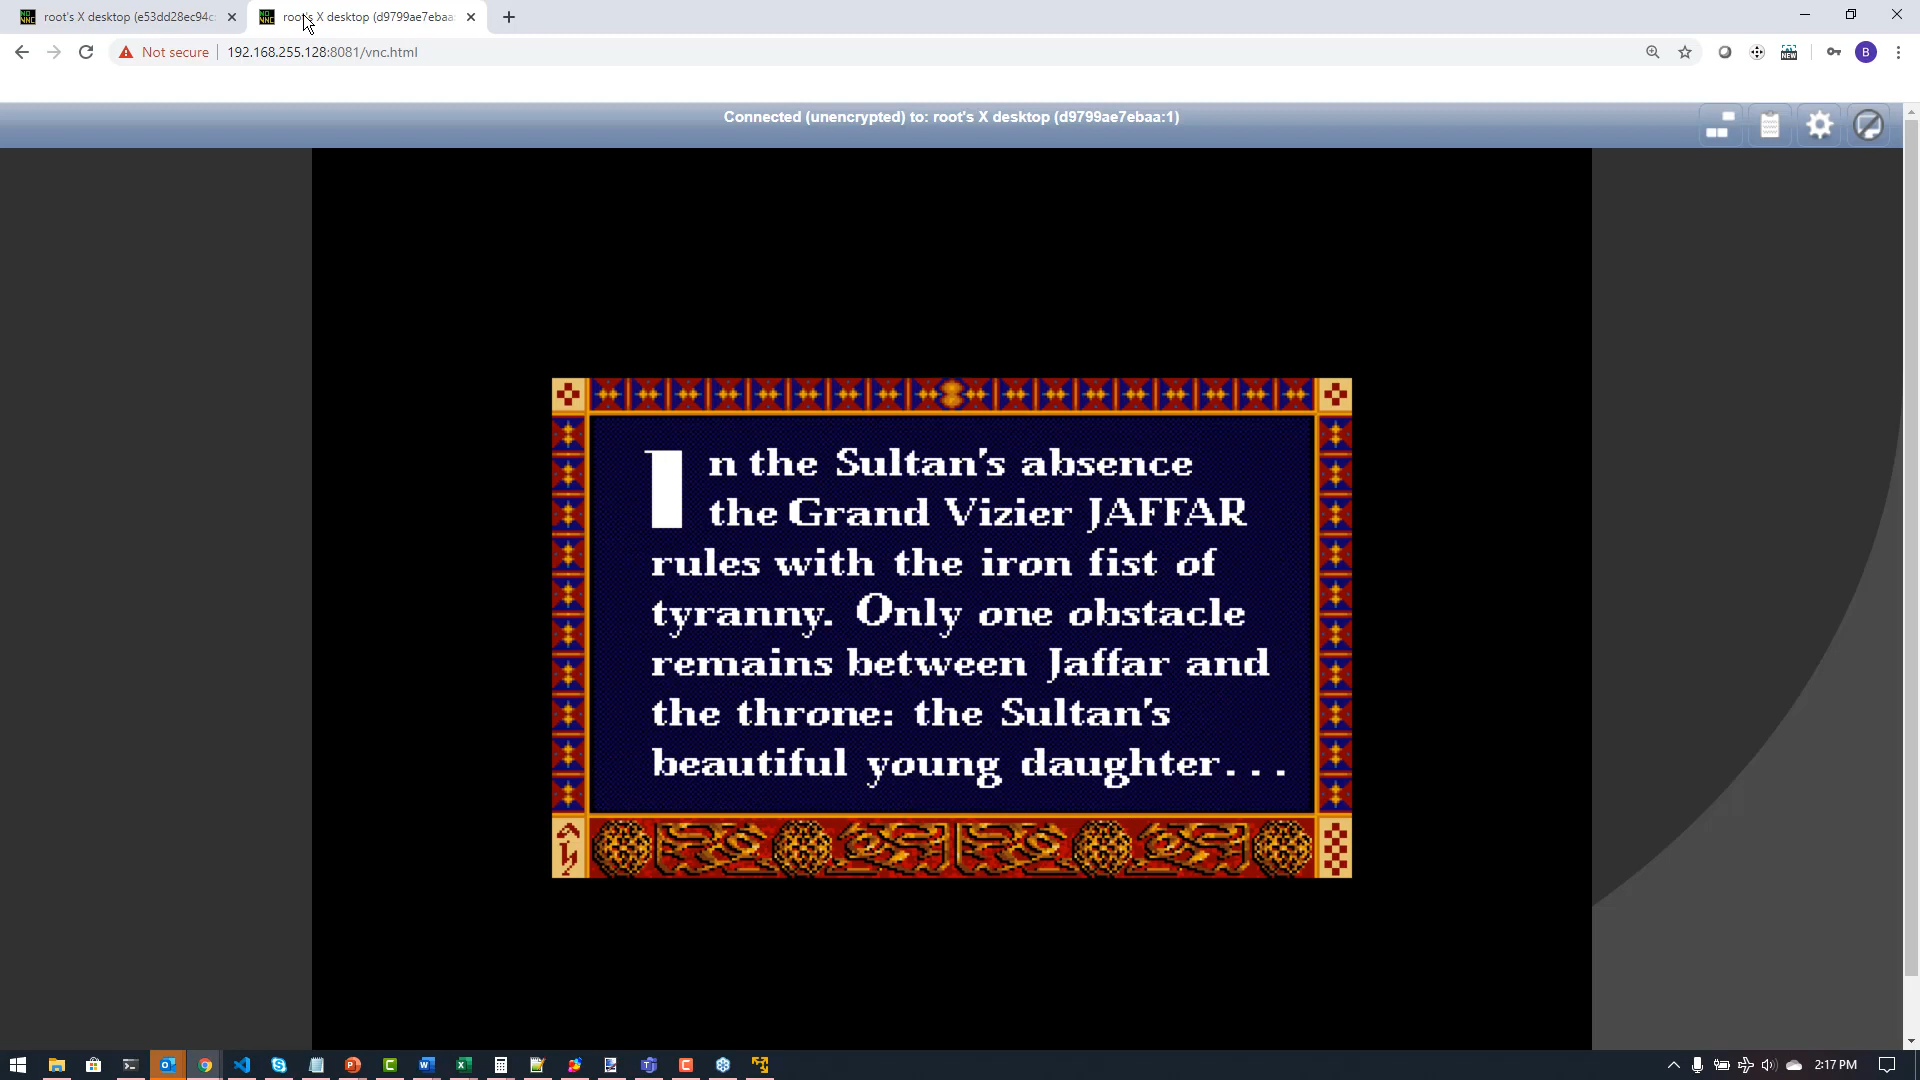 root's X desktop (e53dd28ec94c
root's X desktop (d9799ae7ebaa:
Not secure
192.168.255.128:8081/vnc.html
NEW
B
Connected (unencrypted) to: root's X desktop (d9799ae7ebaa:1)
In the Sultan's absence
the Grand Vizier JAFFAR
rules with the iron fist of
tyranny. Only one obstacle
remains between Jaffar and
the throne: the Sultan's
beautiful young daughter...
2:17 PM